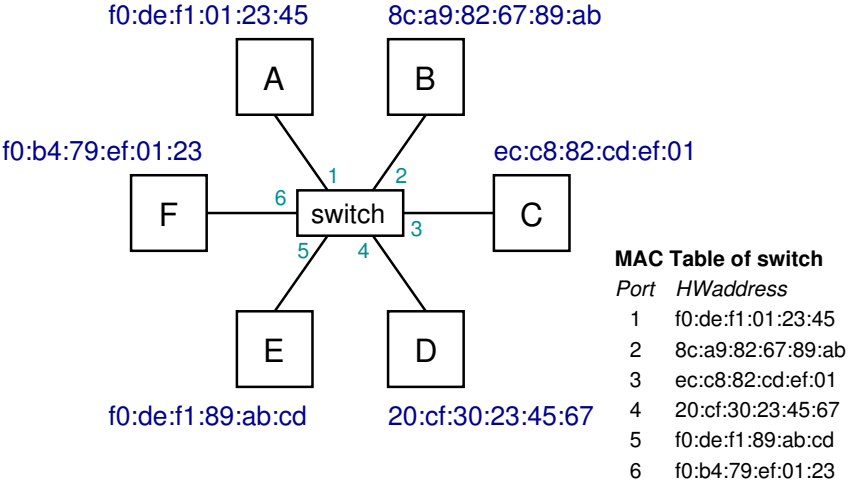 f0:de:f1:01:23:45
8c:a9:82:67:89:ab
A
B
f0:b4:79:ef:01:23
ec:c8:82:cd:ef:01
1
2
6
F
switch
C
3
5
4
MAC Table of switch
Port HWaddress
1 f0:de:f1:01:23:45
E
D
2 8c:a9:82:67:89:ab
3 ec:c8:82:cd:ef:01
f0:de:f1:89:ab:cd
20:cf:30:23:45:67
4 20:cf:30:23:45:67
5 f0:de:f1:89:ab:cd
6 f0:b4:79:ef:01:23